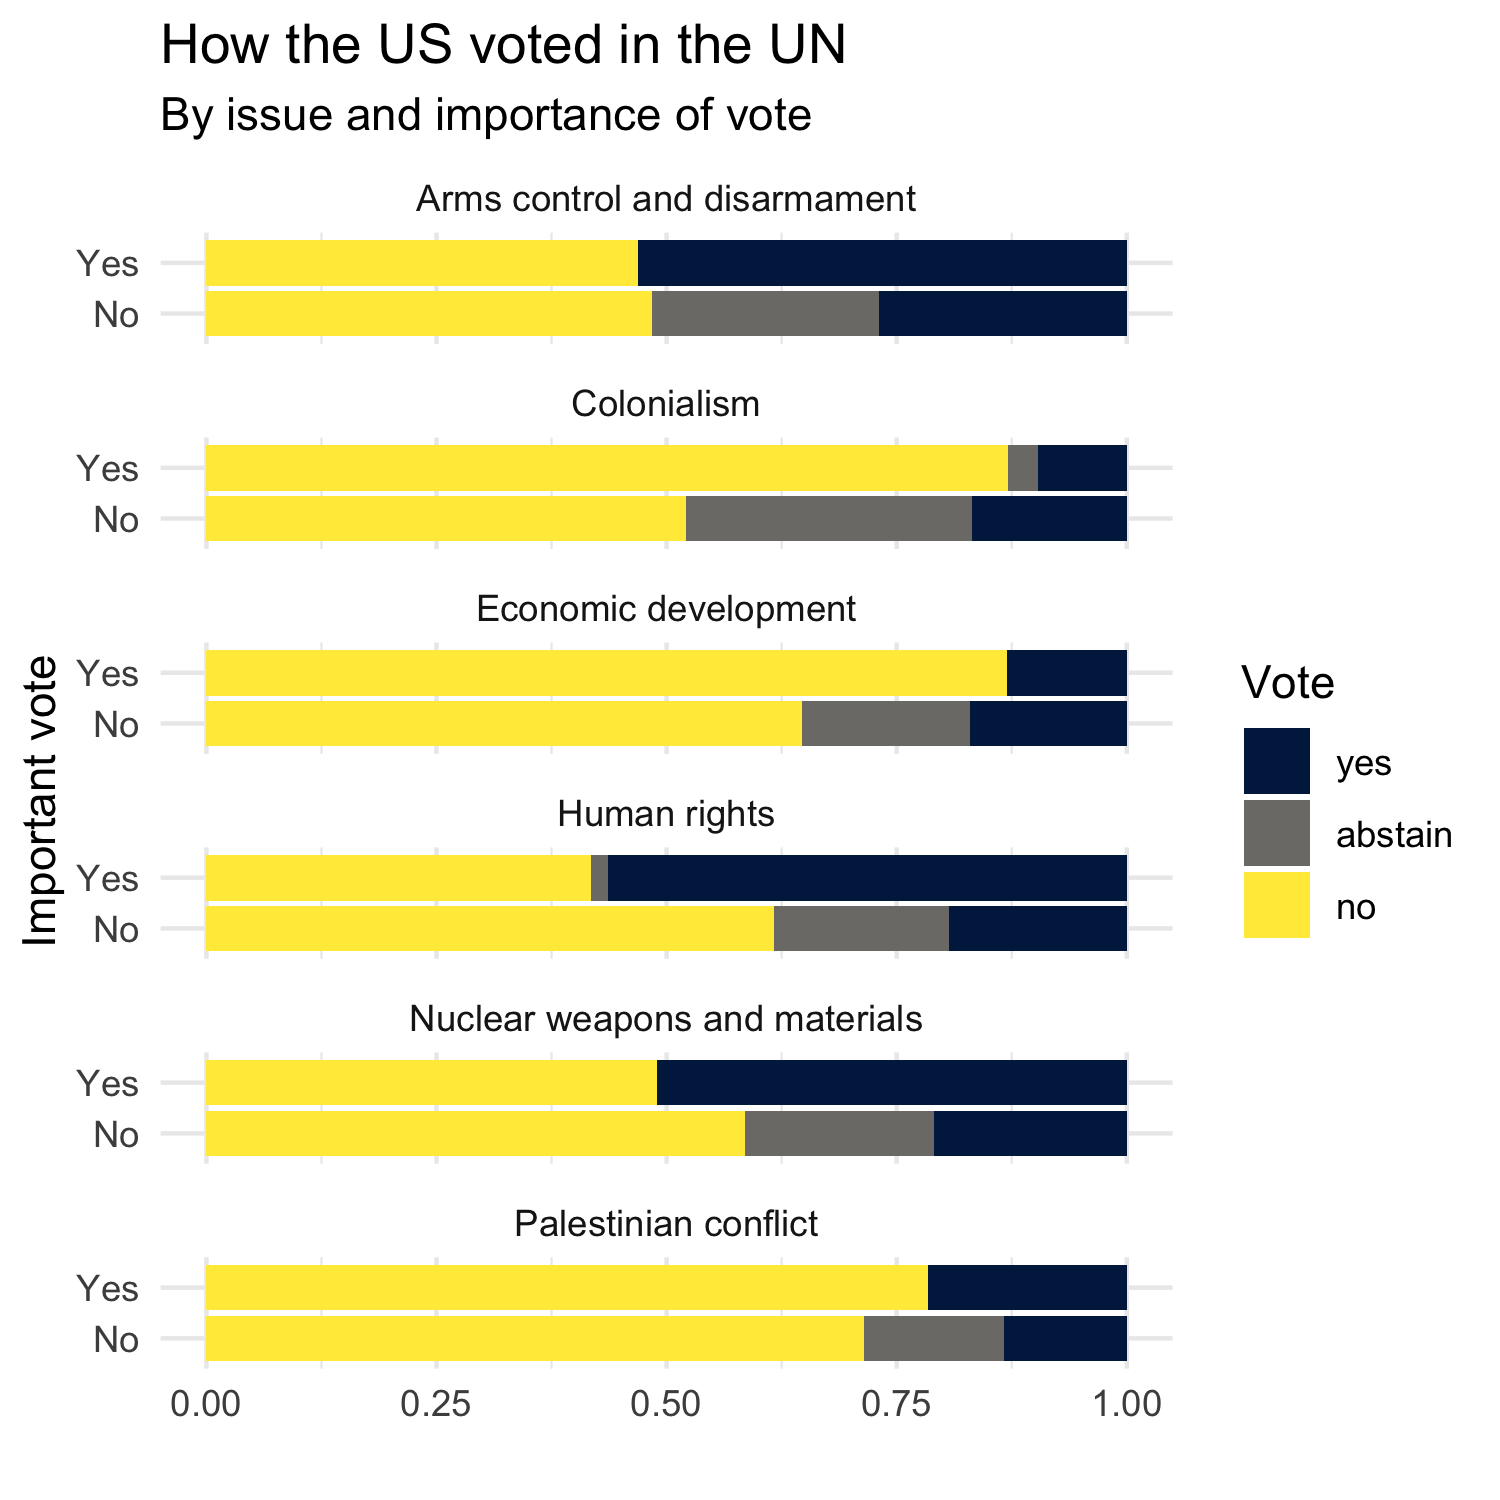 How the US voted in the UN
By issue and importance of vote
Arms control and disarmament
Yes
No
Colonialism
Yes
No
Economic development
Yes
No
Human rights
Yes
No
Nuclear weapons and materials
Yes
No
Palestinian conflict
Yes
No
0.00 0.25 0.50 0.75 1.00
Important vote
Vote
yes
abstain
no